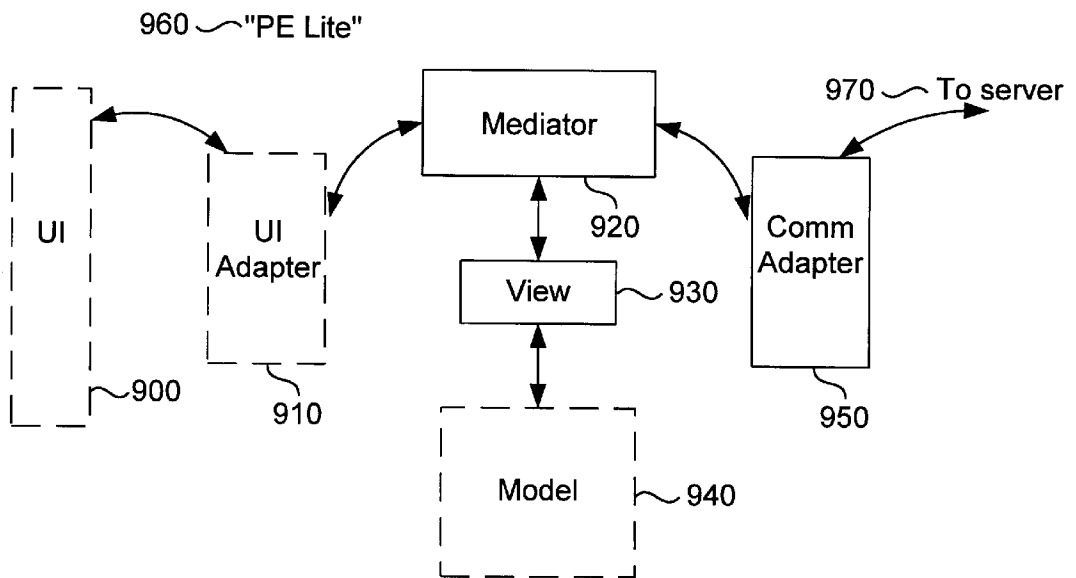 960 "PE Lite"
970 To server
Mediator
920
UI
UI
Adapter
Comm
Adapter
View
930
900
910
950
Model
940